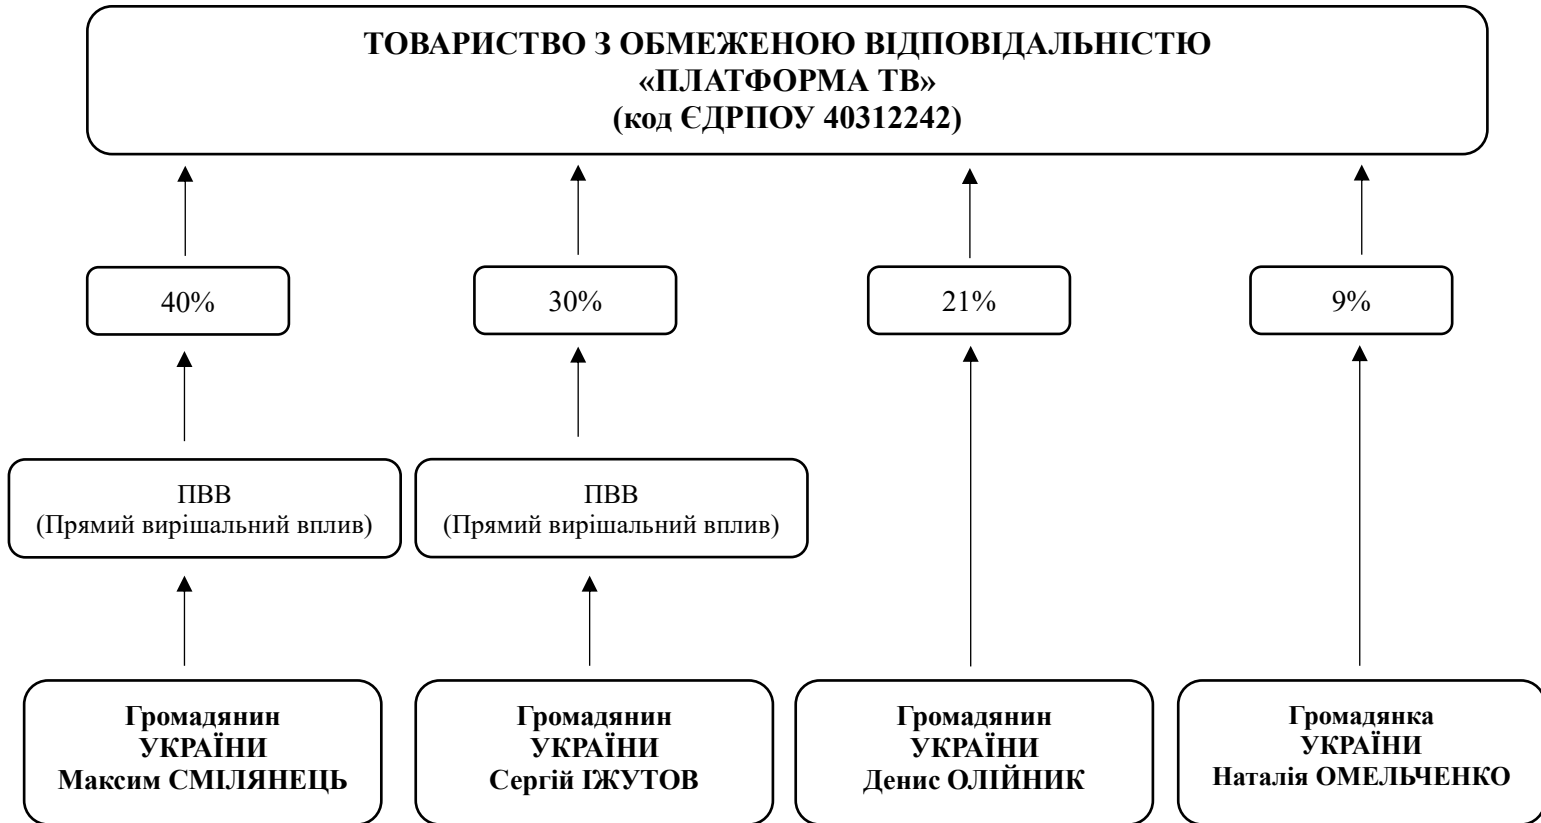 ТОВАРИСТВО З ОБМЕЖЕНОЮ ВІДПОВІДАЛЬНІСТЮ
«ПЛАТФОРМА ТВ»
(код ЄДРПОУ 40312242)
40%
30%
21%
9%
ПВВ
(Прямий вирішальний вплив)
ПВВ
(Прямий вирішальний вплив)
Громадянин
УКРАЇНИ
Максим СМІЛЯНЕЦЬ
Громадянин
УКРАЇНИ
Сергій ІЖУТОВ
Громадянин
УКРАЇНИ
Денис ОЛІЙНИК
Громадянка
УКРАЇНИ
Наталія ОМЕЛЬЧЕНКО